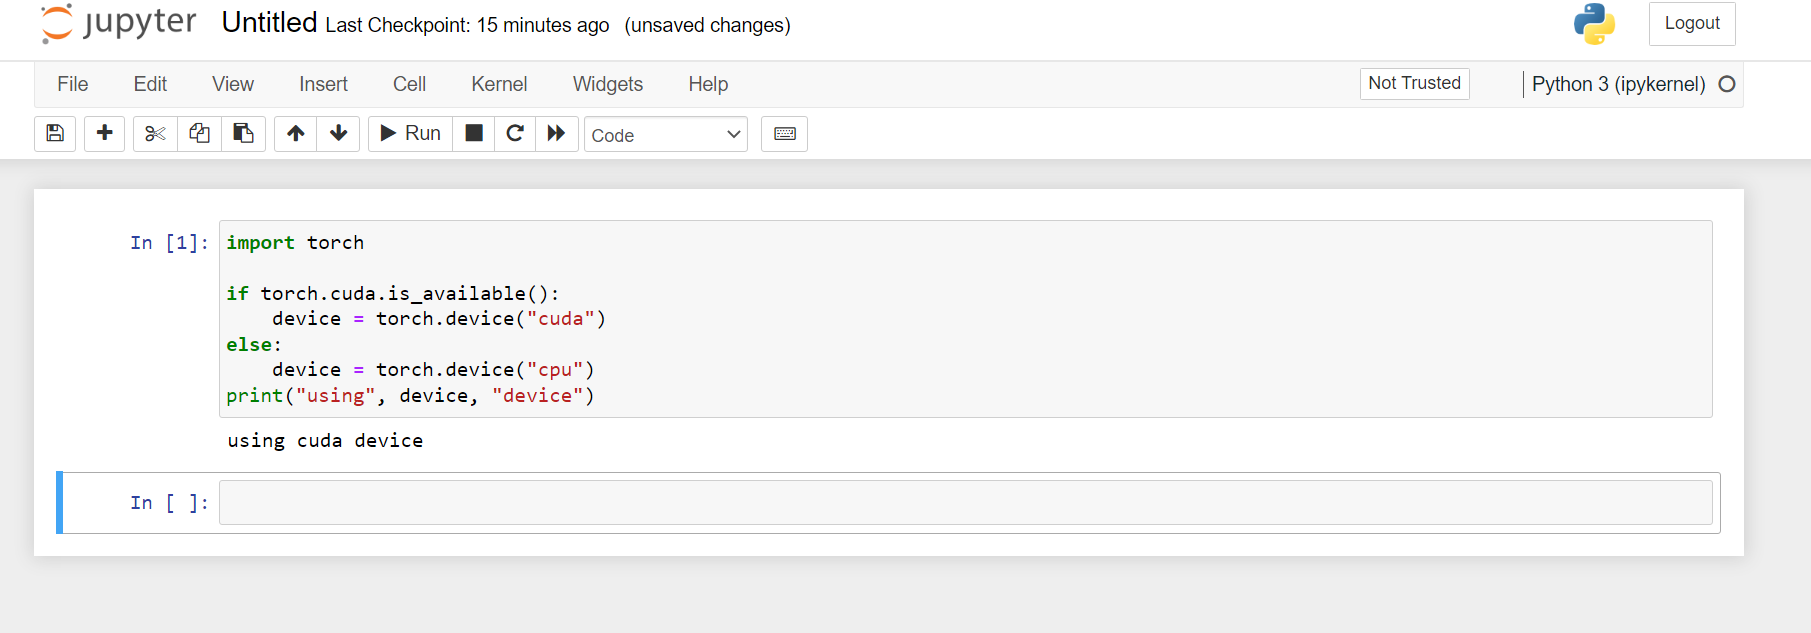 jupyter Untitled Last Checkpoint: 15 minutes ago (unsaved changes) Logout
File Edit View Insert Cell Kernel Widgets Help Not Trusted Python 3 (ipykernel)
Run Code
In [1]: import torch
if torch.cuda.is_available():
    device = torch.device("cuda")
else:
    device = torch.device("cpu")
print("using", device, "device")
using cuda device
In [ ]: